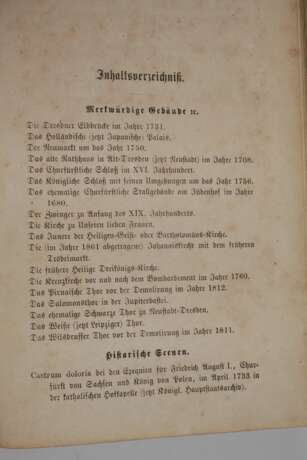 Inhaltsverzeichniß.
Merkwürdige Gebäude ꝛc.
Die Dresdner Elbbrücke im Jahre 1731.
Das Holländische (jetzt Japanische) Palais.
Der Neumarkt um das Jahr 1750.
Das alte Rathhaus in Alt-Dresden (jetzt Neustadt) im Jahre 1708.
Das Churfürstliche Schloß im XVI. Jahrhundert.
Das Königliche Schloß mit seinen Umgebungen um das Jahr 1756.
Das ehemalige Churfürstliche Stallgebäude am Jüdenhof im Jahre
1680.
Der Zwinger zu Anfang des XIX. Jahrhunderts.
Die Kirche zu Unseren lieben Frauen.
Das Innere der Heiligen-Geist- oder Bartholomäus-Kirche.
Die (im Jahre 1861 abgetragene) Johanneskirche mit dem früheren
Trödelmarkt.
Die frühere Heilige Dreikönigs-Kirche.
Die Kreuzkirche vor und nach dem Bombardement im Jahre 1760.
Das Pirnaische Thor vor der Demolirung im Jahre 1812.
Das Salomonsthor in der Jupiterbastei.
Das ehemalige Schwarze Thor zu Neustadt-Dresden.
Das Weiße (jetzt Leipziger) Thor.
Das Wilsdruffer Thor vor der Demolirung im Jahre 1811.
Historische Scenen.
Castrum doloris bei den Exequien für Friedrich August I., Chur-
fürst von Sachsen und König von Polen, im April 1733 in
der katholischen Hofkapelle (jetzt Königl. Hauptstaatsarchiv).